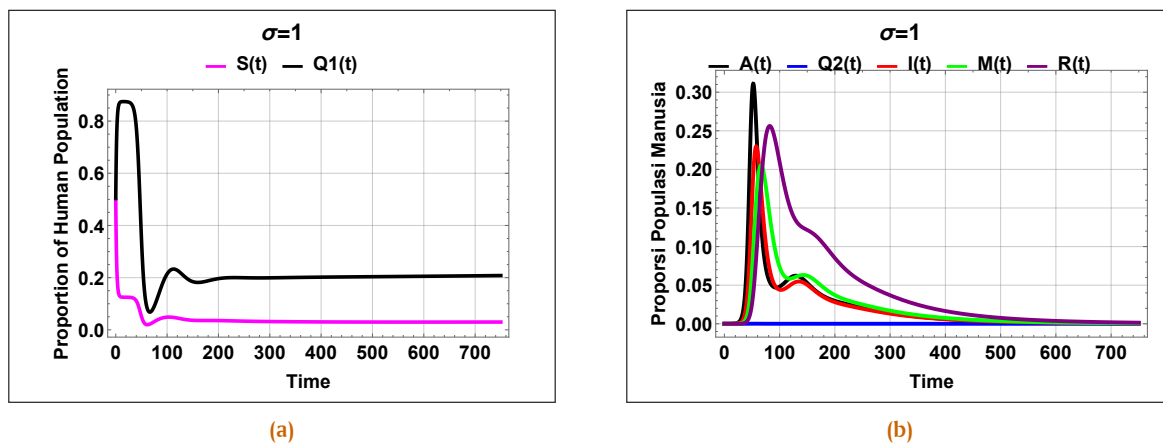 σ=1
S(t) Q1(t)
Proportion of Human Population
0.8
0.6
0.4
0.2
0.0
0 100 200 300 400 500 600 700
Time
(a)
σ=1
A(t) Q2(t) I(t) M(t) R(t)
Proporsi Populasi Manusia
0.30
0.25
0.20
0.15
0.10
0.05
0.00
0 100 200 300 400 500 600 700
Time
(b)